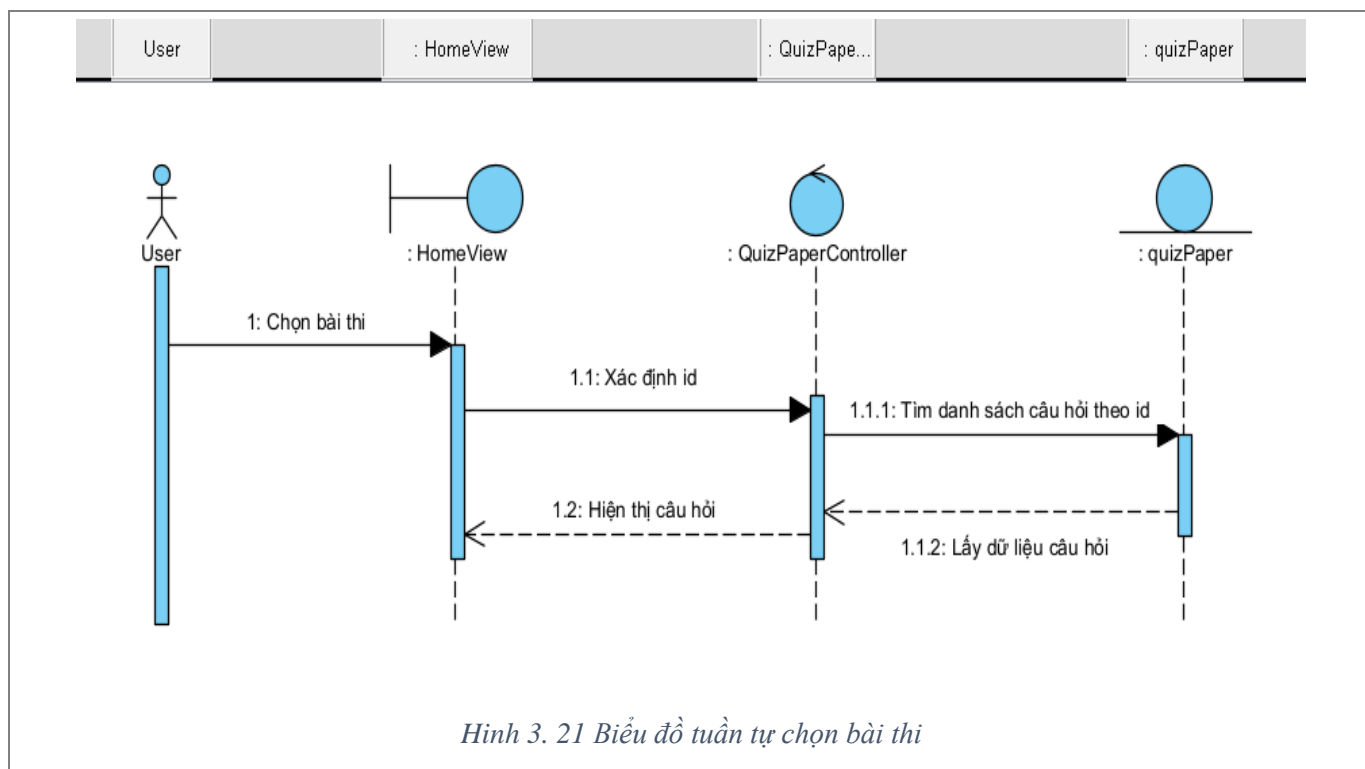 User
: HomeView
: QuizPape...
: quizPaper
User
: HomeView
: QuizPaperController
: quizPaper
1: Chọn bài thi
1.1: Xác định id
1.1.1: Tìm danh sách câu hỏi theo id
1.2: Hiện thị câu hỏi
1.1.2: Lấy dữ liệu câu hỏi
Hinh 3. 21 Biểu đồ tuần tự chọn bài thi